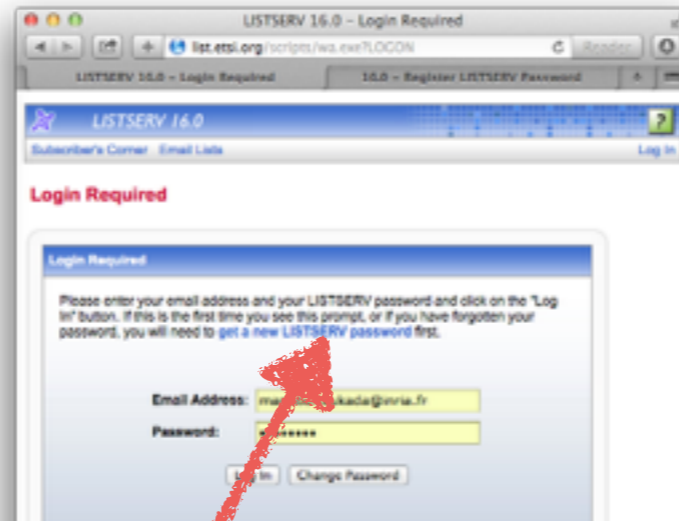 LISTSERV 16.0 – Login Required
list.etsi.org/scripts/wa.exe?LOGON
Reader
LISTSERV 16.0 – Login Required
16.0 – Register LISTSERV Password
LISTSERV 16.0
?
Subscriber's Corner Email Lists
Log In
Login Required
Login Required
Please enter your email address and your LISTSERV password and click on the "Log
In" button. If this is the first time you see this prompt, or if you have forgotten your
password, you will need to get a new LISTSERV password first.
Email Address:
@inria.fr
Password:
Log In Change Password